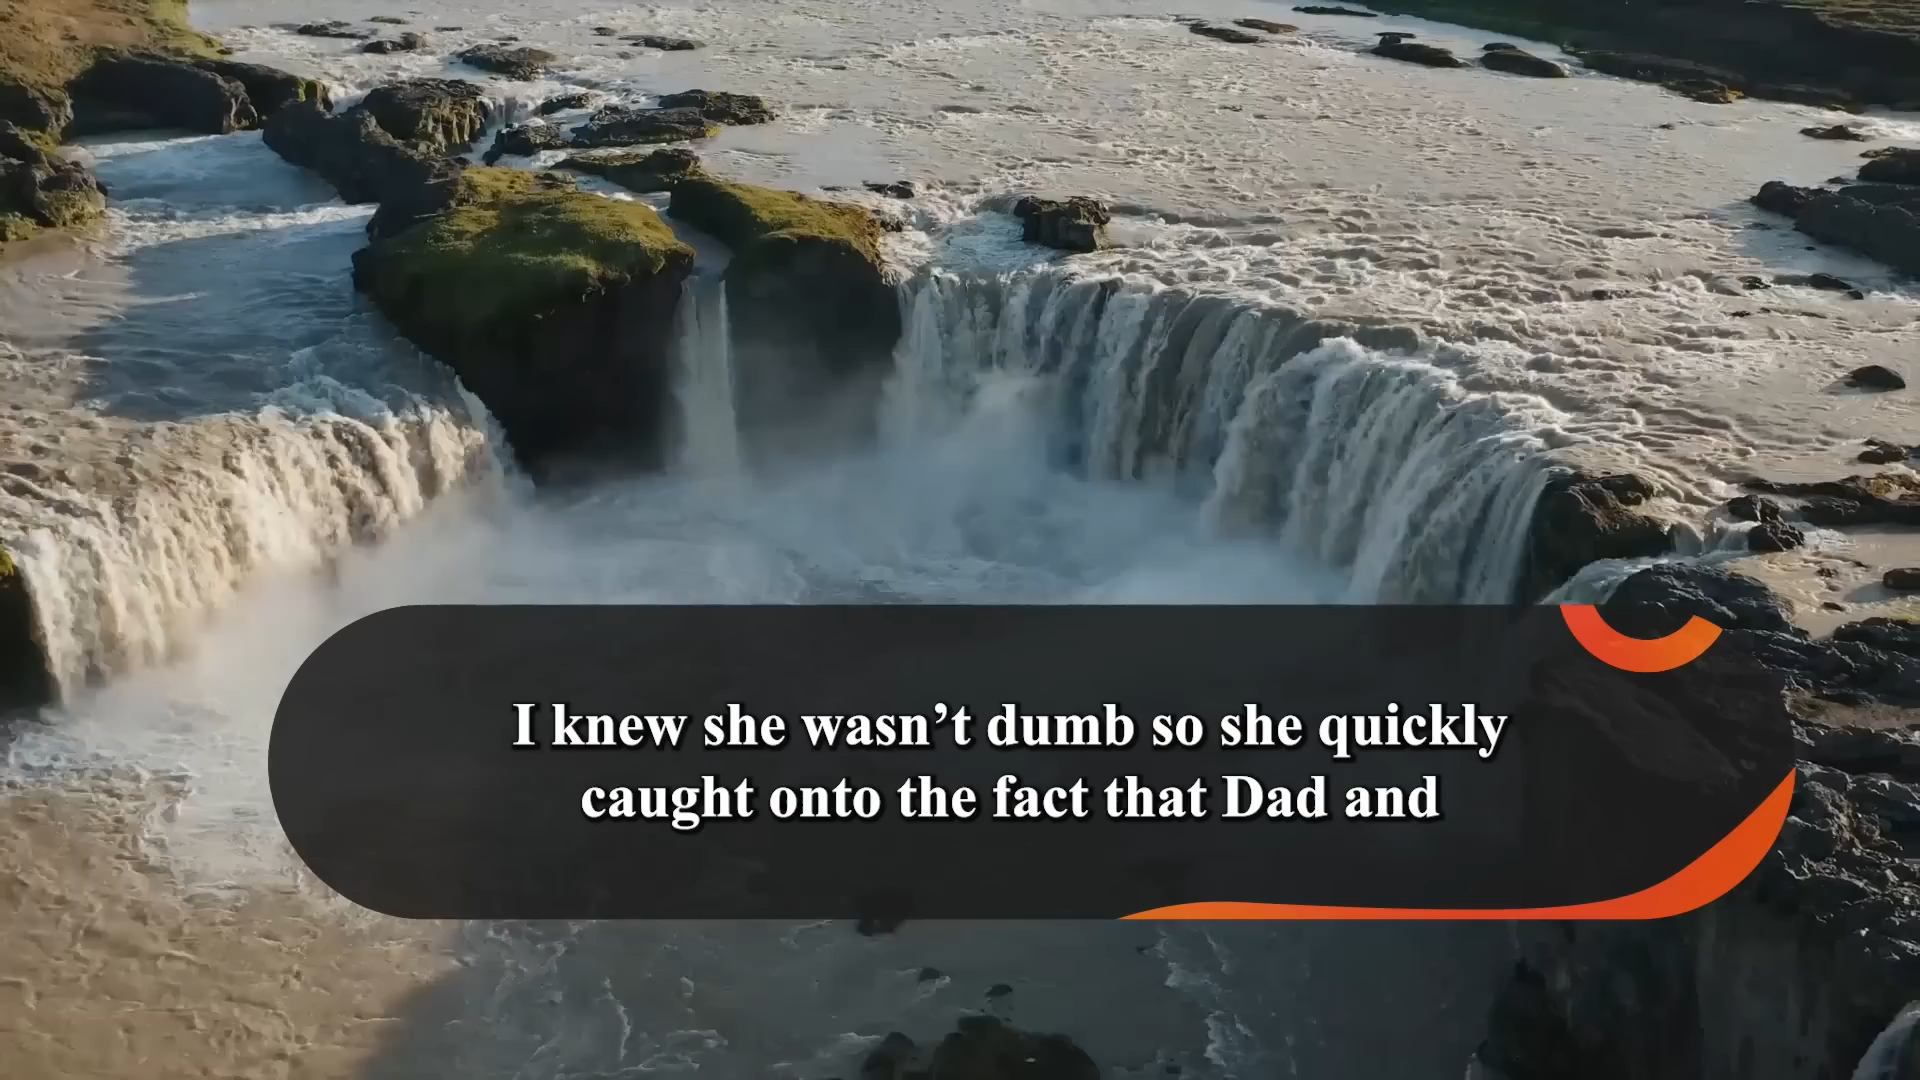 I knew she wasn’t dumb so she quickly
caught onto the fact that Dad and